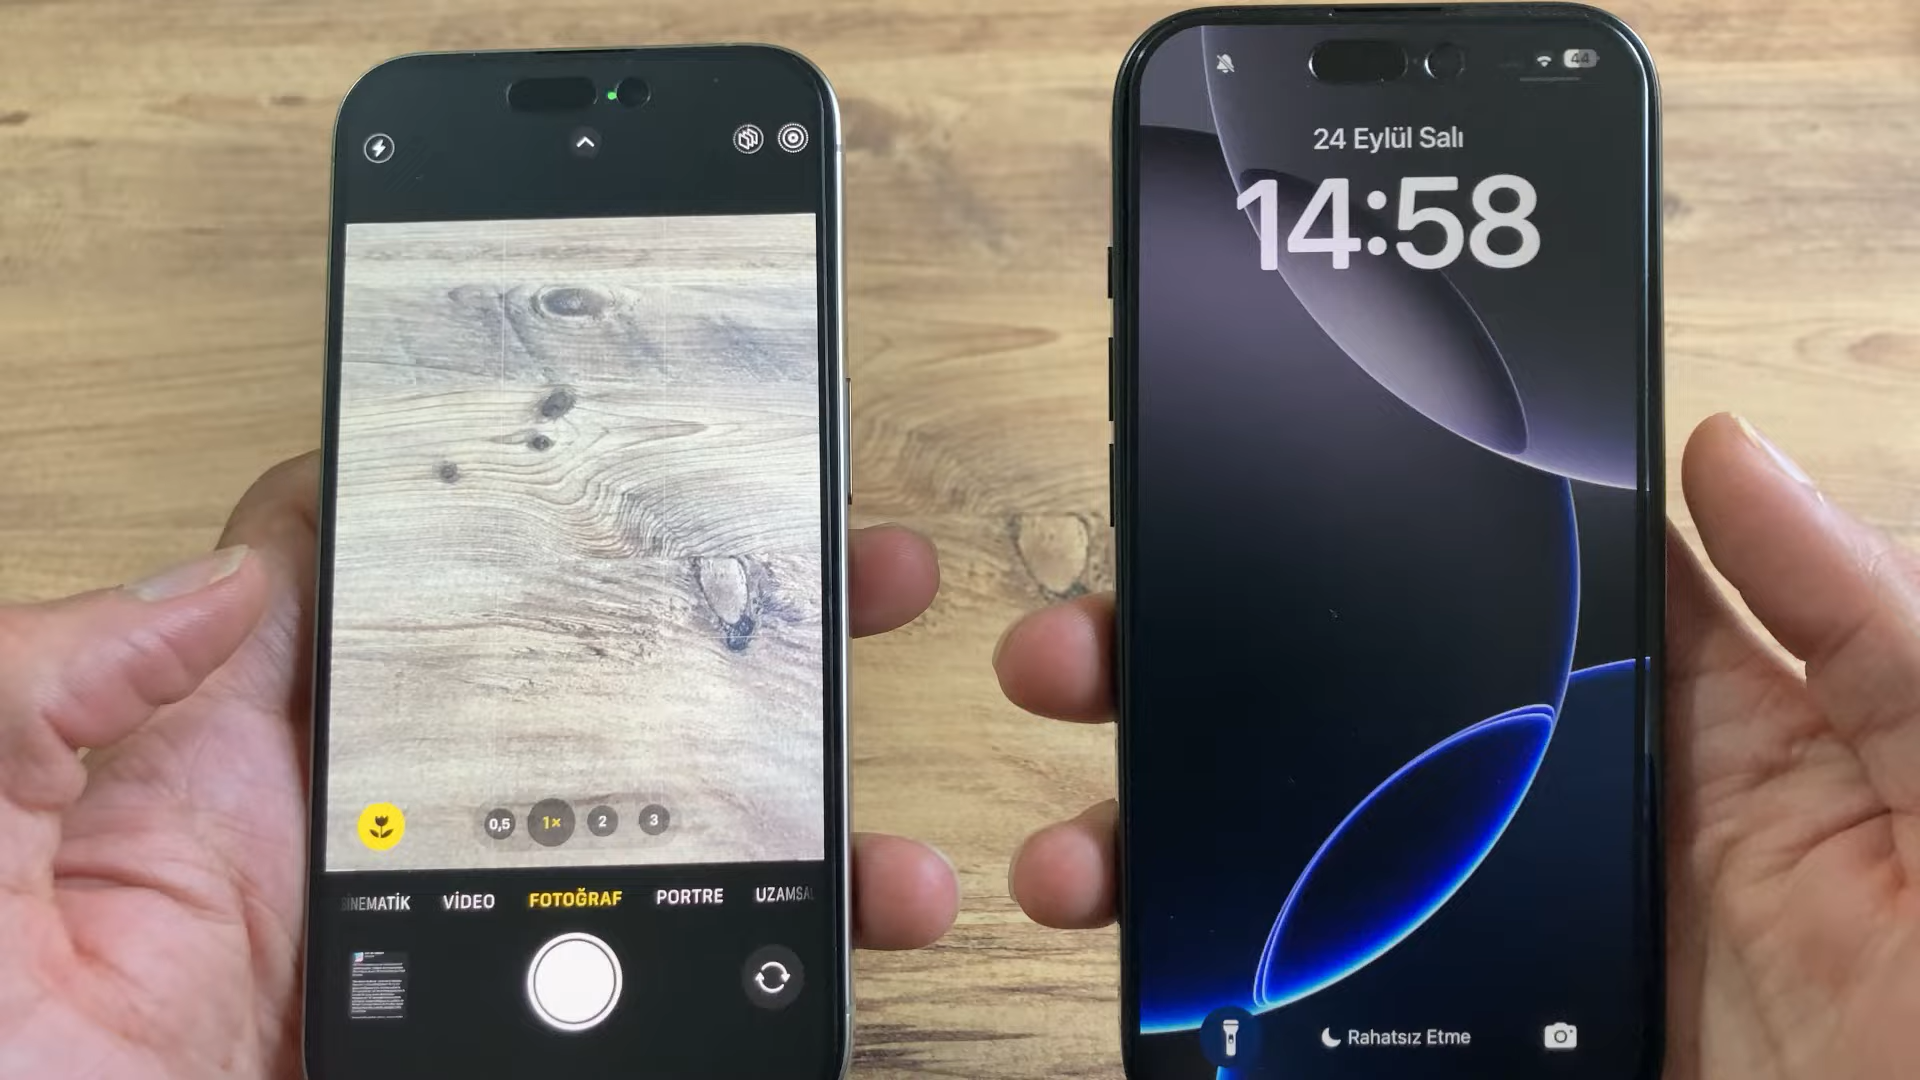 0,5
1×
2
3
SİNEMATİK
VİDEO
FOTOĞRAF
PORTRE
UZAMSAL
44
24 Eylül Salı
14:58
Rahatsız Etme